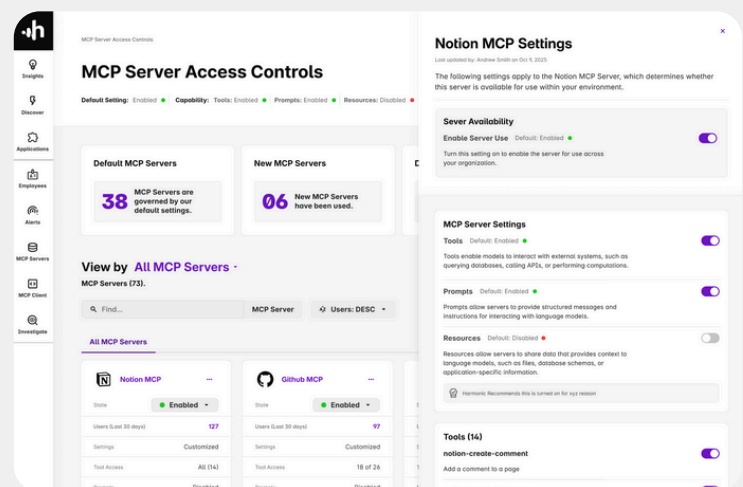 Insights
Discover
Applications
Employees
Alerts
MCP Servers
MCP Client
Investigate
MCP Server Access Controls
MCP Server Access Controls
Default Setting: Enabled Capability: Tools: Enabled Prompts: Enabled Resources: Disabled
Default MCP Servers
38
MCP Servers are
governed by our
default settings.
New MCP Servers
06
New MCP Servers
have been used.
View by All MCP Servers
MCP Servers (73).
Find...
MCP Server
Users: DESC
All MCP Servers
Notion MCP
...
State
Enabled
Users (Last 30 days)
127
Settings
Customized
Tool Access
All (14)
Disabled
Github MCP
...
State
Enabled
Users (Last 30 days)
97
Settings
Customized
Tool Access
18 of 26
Disabled
Notion MCP Settings
Last updated by: Andrew Smith on Oct 9, 2025
The following settings apply to the Notion MCP Server, which determines whether
this server is available for use within your environment.
Sever Availability
Enable Server Use Default: Enabled
Turn this setting on to enable the server for use across
your organization.
MCP Server Settings
Tools Default: Enabled
Tools enable models to interact with external systems, such as
querying databases, calling APIs, or performing computations.
Prompts Default: Enabled
Prompts allow servers to provide structured messages and
instructions for interacting with language models.
Resources Default: Disabled
Resources allow servers to share data that provides context to
language models, such as files, database schemas, or
application-specific information.
Harmonic Recommends this is turned on for xyz reason
Tools (14)
notion-create-comment
Add a comment to a page